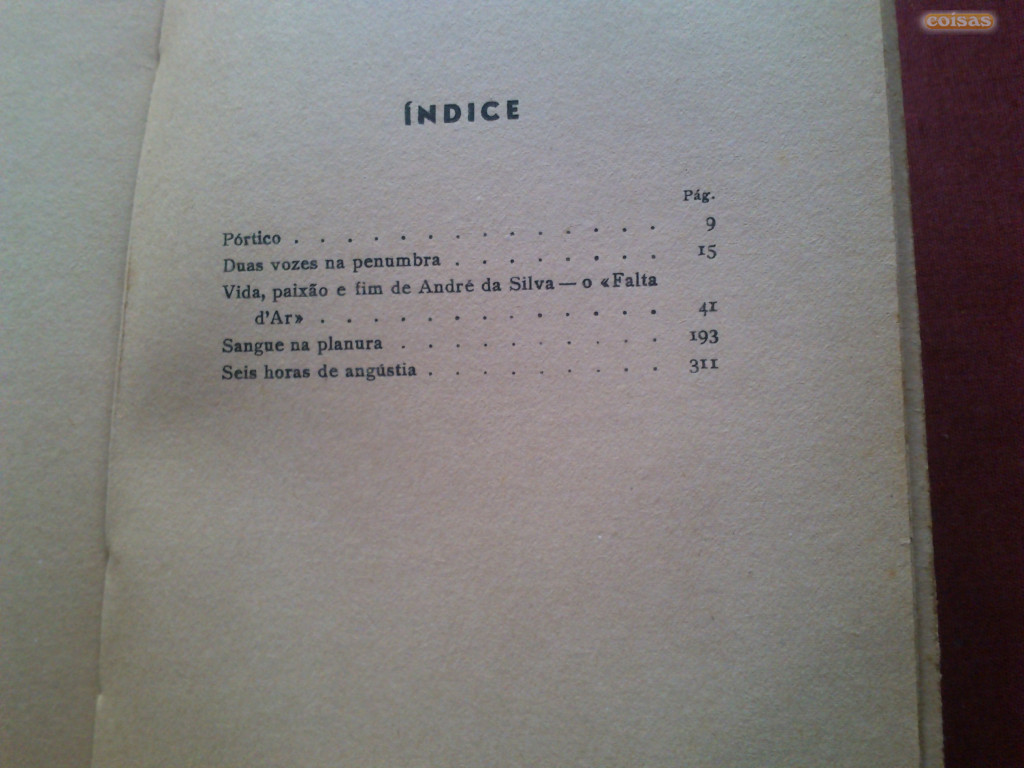 coisas
ÍNDICE
Pág.
Pórtico . . . . . . . . . . . . . . 9
Duas vozes na penumbra . . . . . . . . 15
Vida, paixão e fim de André da Silva — o «Falta
d'Ar» . . . . . . . . . . . . . 41
Sangue na planura . . . . . . . . . . 193
Seis horas de angústia . . . . . . . . . 311